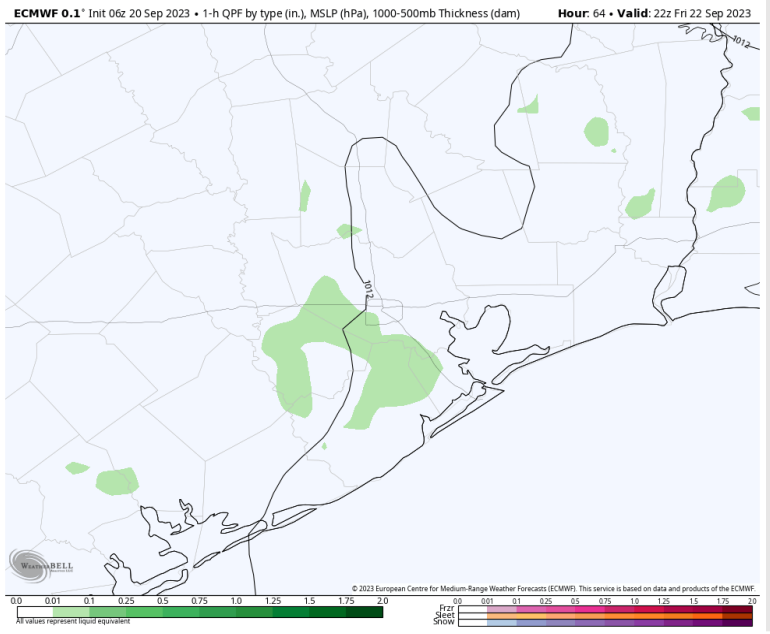 ECMWF 0.1° Init 06z 20 Sep 2023 • 1-h QPF by type (in.), MSLP (hPa), 1000-500mb Thickness (dam) Hour: 64 • Valid: 22z Fri 22 Sep 2023
1012
1012
WEATHERBELL
© 2023 European Centre for Medium-Range Weather Forecasts (ECMWF). This service is based on data and products of the ECMWF.
0.0 0.01 0.1 0.25 0.5 0.75 1.0 1.25 1.5 1.75 2.0
0.0 0.01 0.1 0.25 0.5 0.75 1.0 1.25 1.50 1.75 2.0
Frzr
Sleet
Snow
All values represent liquid equivalent